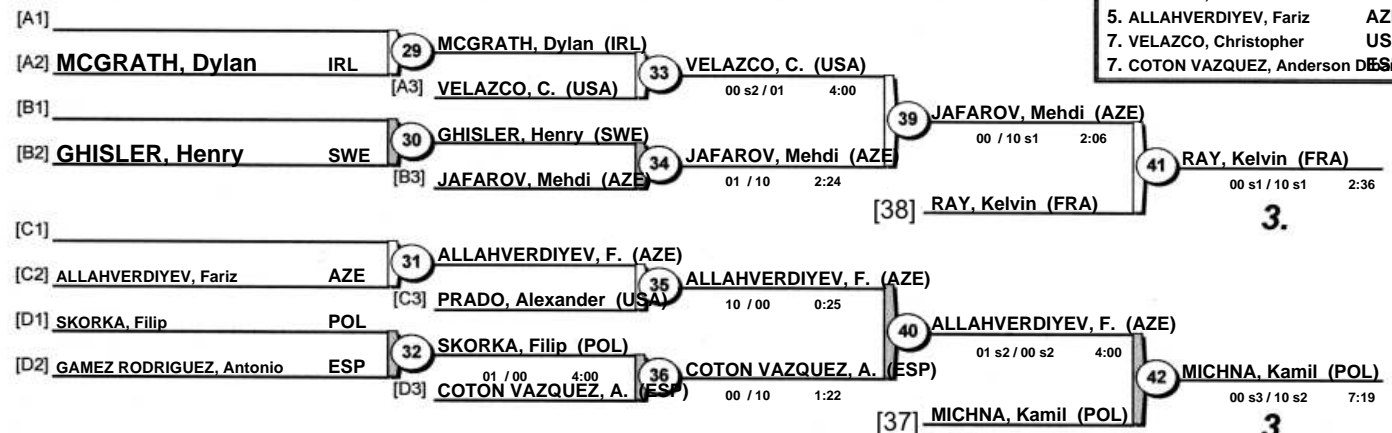 [A1]
[A2] MCGRATH, Dylan IRL
29 MCGRATH, Dylan (IRL)
[A3] VELAZCO, C. (USA)
33 VELAZCO, C. (USA)
00 s2 / 01 4:00
[B1]
[B2] GHISLER, Henry SWE
30 GHISLER, Henry (SWE)
[B3] JAFAROV, Mehdi (AZE)
34 JAFAROV, Mehdi (AZE)
01 / 10 2:24
39 JAFAROV, Mehdi (AZE)
00 / 10 s1 2:06
[38] RAY, Kelvin (FRA)
41 RAY, Kelvin (FRA)
00 s1 / 10 s1 2:36
3.
[C1]
[C2] ALLAHVERDIYEV, Fariz AZE
31 ALLAHVERDIYEV, F. (AZE)
[C3] PRADO, Alexander (USA)
35 ALLAHVERDIYEV, F. (AZE)
10 / 00 0:25
[D1] SKORKA, Filip POL
[D2] GAMEZ RODRIGUEZ, Antonio ESP
32 SKORKA, Filip (POL)
01 / 00 4:00
[D3] COTON VAZQUEZ, A. (ESP)
36 COTON VAZQUEZ, A. (ESP)
00 / 10 1:22
40 ALLAHVERDIYEV, F. (AZE)
01 s2 / 00 s2 4:00
[37] MICHNA, Kamil (POL)
42 MICHNA, Kamil (POL)
00 s3 / 10 s2 7:19
3
5. ALLAHVERDIYEV, Fariz AZ
7. VELAZCO, Christopher US
7. COTON VAZQUEZ, Anderson